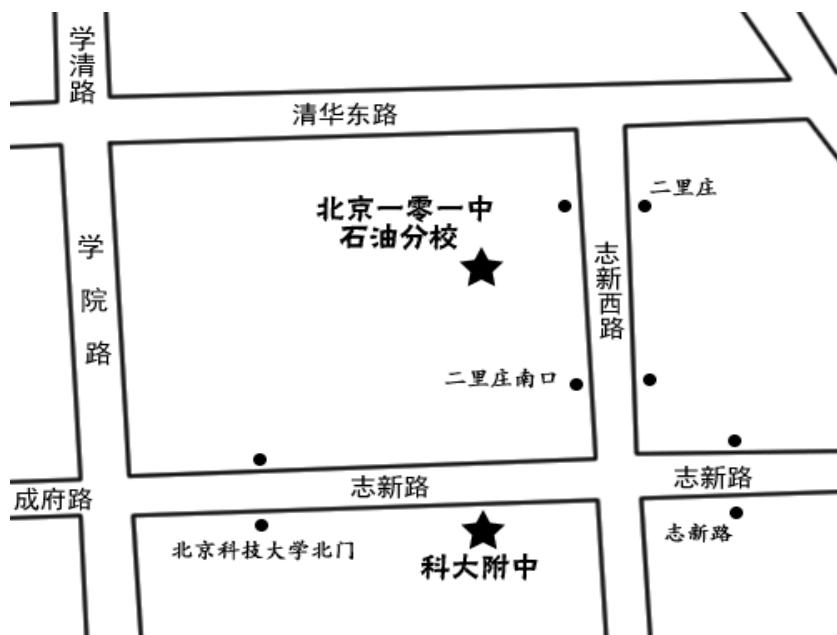 学清路
清华东路
二里庄
北京一零一中
石油分校
学院路
志新西路
二里庄南口
成府路
志新路
志新路
北京科技大学北门
科大附中
志新路